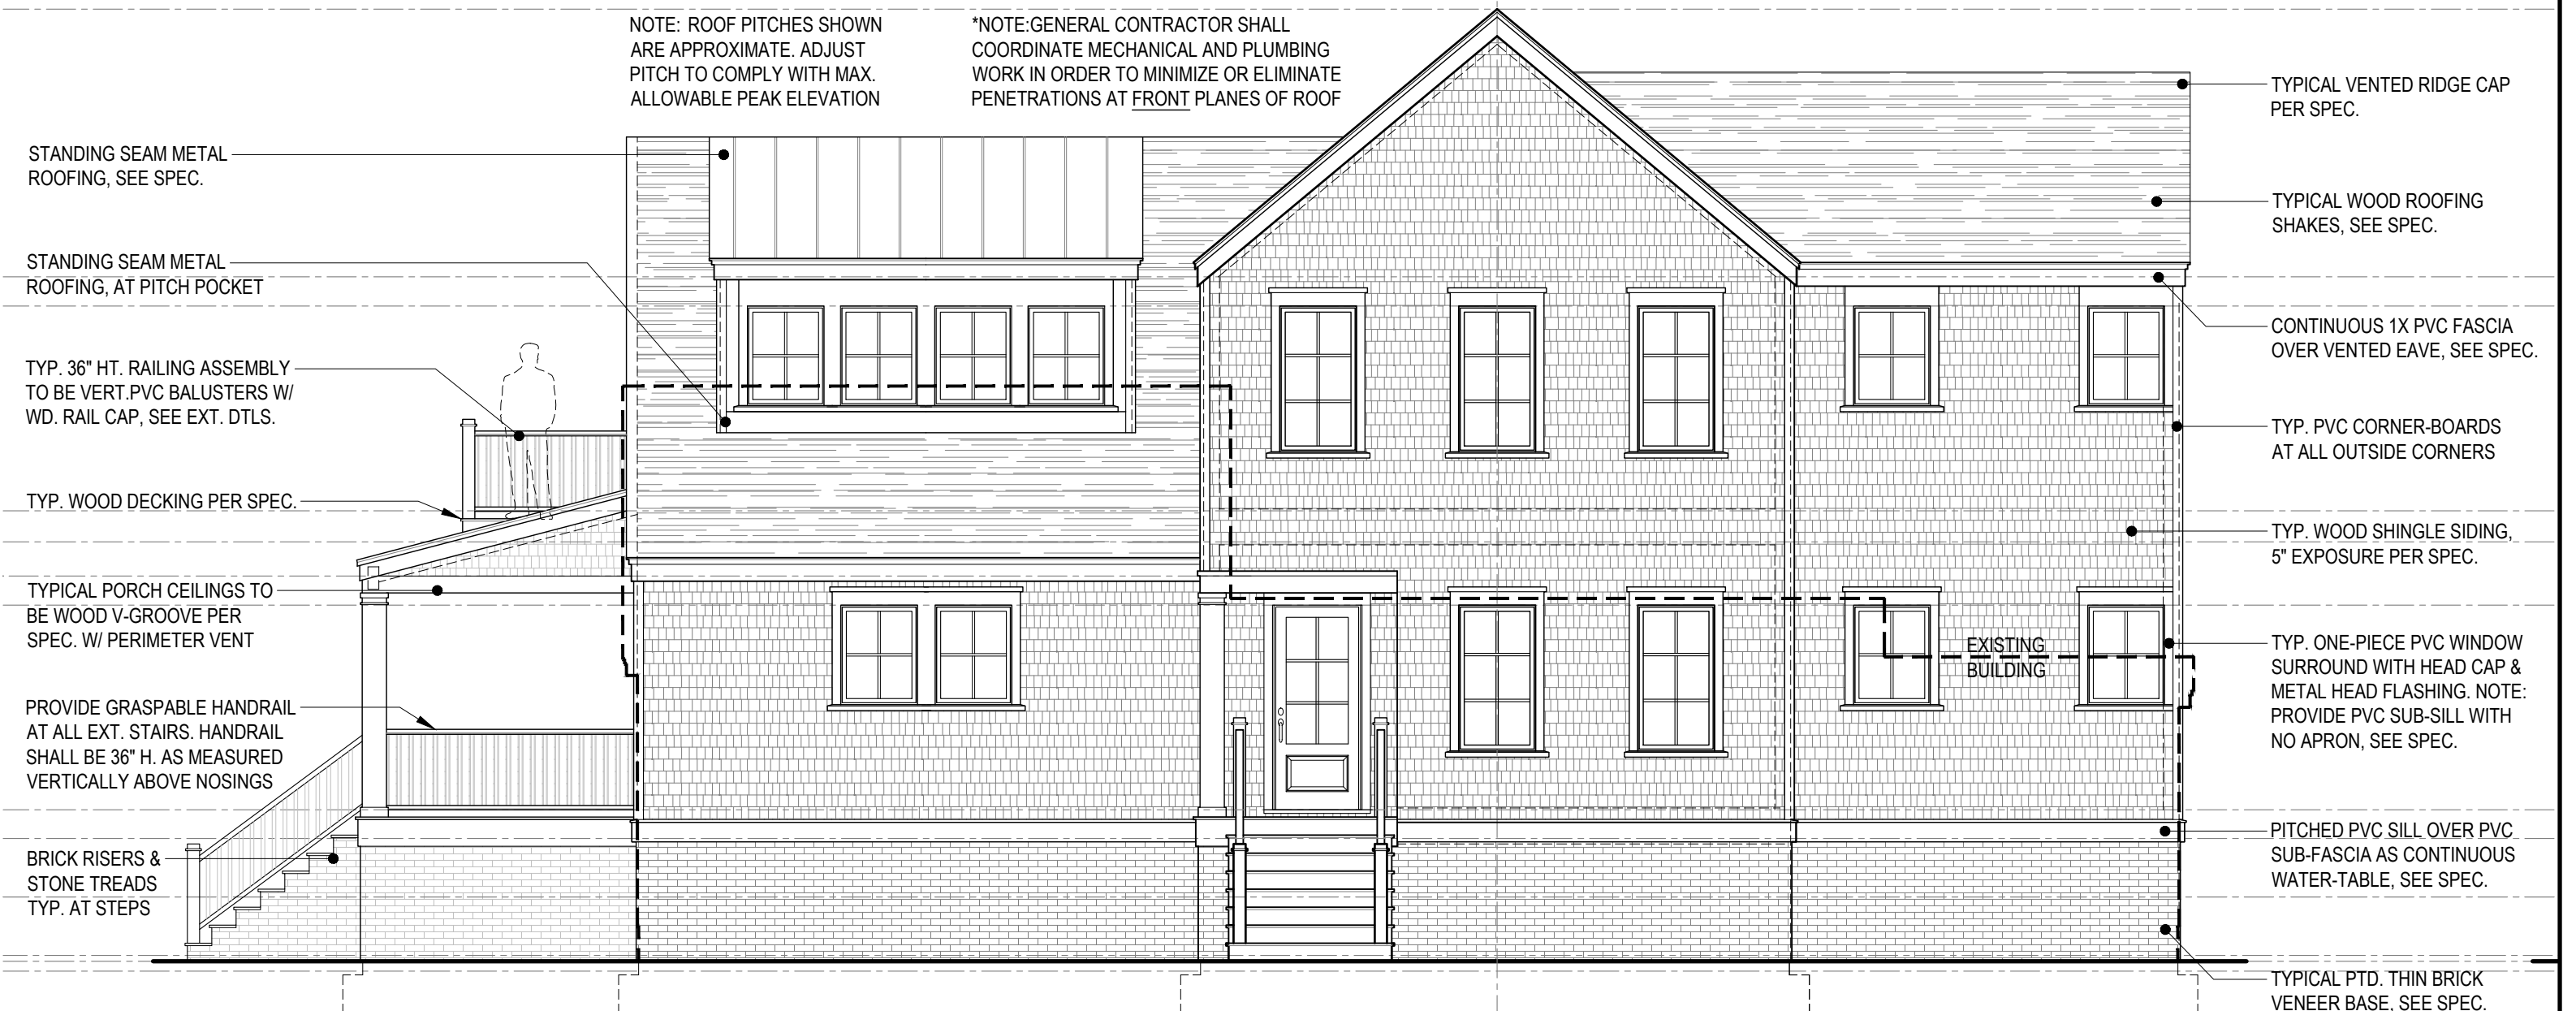 NOTE: ROOF PITCHES SHOWN
ARE APPROXIMATE. ADJUST
PITCH TO COMPLY WITH MAX.
ALLOWABLE PEAK ELEVATION
*NOTE:GENERAL CONTRACTOR SHALL
COORDINATE MECHANICAL AND PLUMBING
WORK IN ORDER TO MINIMIZE OR ELIMINATE
PENETRATIONS AT FRONT PLANES OF ROOF
STANDING SEAM METAL
ROOFING, SEE SPEC.
STANDING SEAM METAL
ROOFING, AT PITCH POCKET
TYP. 36" HT. RAILING ASSEMBLY
TO BE VERT.PVC BALUSTERS W/
WD. RAIL CAP, SEE EXT. DTLS.
TYP. WOOD DECKING PER SPEC.
TYPICAL PORCH CEILINGS TO
BE WOOD V-GROOVE PER
SPEC. W/ PERIMETER VENT
PROVIDE GRASPABLE HANDRAIL
AT ALL EXT. STAIRS. HANDRAIL
SHALL BE 36" H. AS MEASURED
VERTICALLY ABOVE NOSINGS
BRICK RISERS &
STONE TREADS
TYP. AT STEPS
EXISTING
BUILDING
TYPICAL VENTED RIDGE CAP
PER SPEC.
TYPICAL WOOD ROOFING
SHAKES, SEE SPEC.
CONTINUOUS 1X PVC FASCIA
OVER VENTED EAVE, SEE SPEC.
TYP. PVC CORNER-BOARDS
AT ALL OUTSIDE CORNERS
TYP. WOOD SHINGLE SIDING,
5" EXPOSURE PER SPEC.
TYP. ONE-PIECE PVC WINDOW
SURROUND WITH HEAD CAP &
METAL HEAD FLASHING. NOTE:
PROVIDE PVC SUB-SILL WITH
NO APRON, SEE SPEC.
PITCHED PVC SILL OVER PVC
SUB-FASCIA AS CONTINUOUS
WATER-TABLE, SEE SPEC.
TYPICAL PTD. THIN BRICK
VENEER BASE, SEE SPEC.